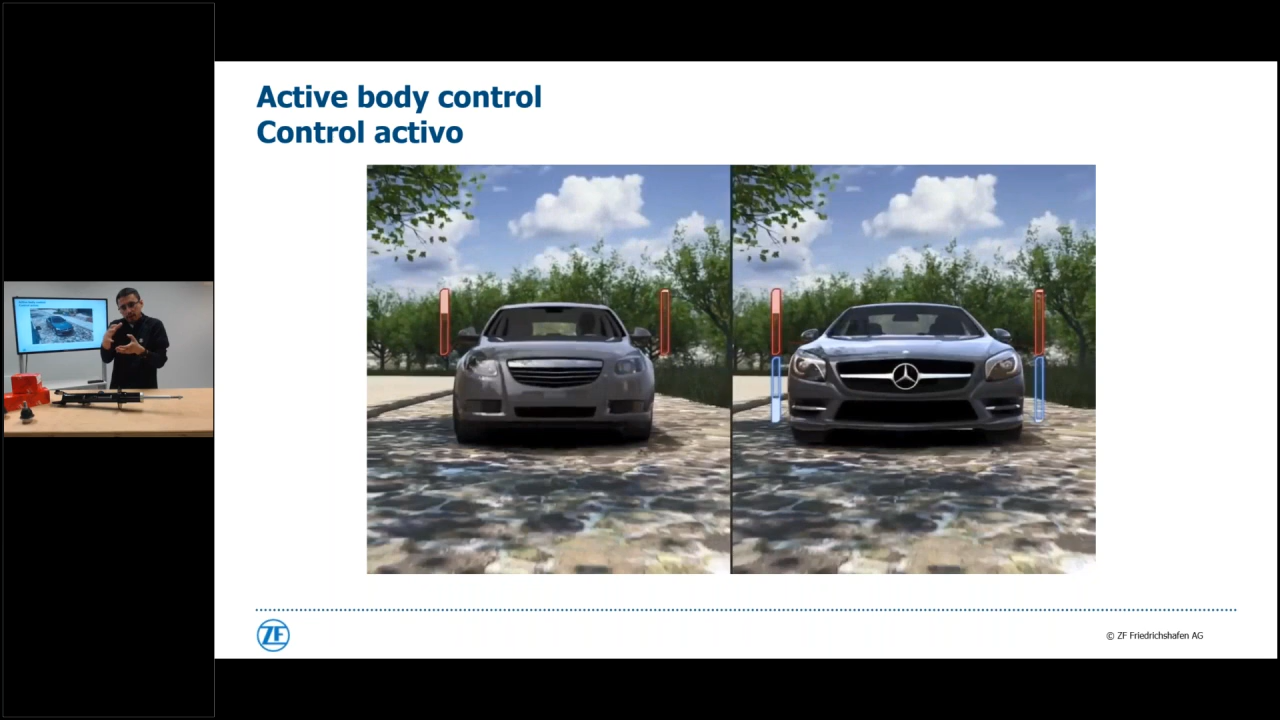 Active body control
Control activo
ZF
© ZF Friedrichshafen AG